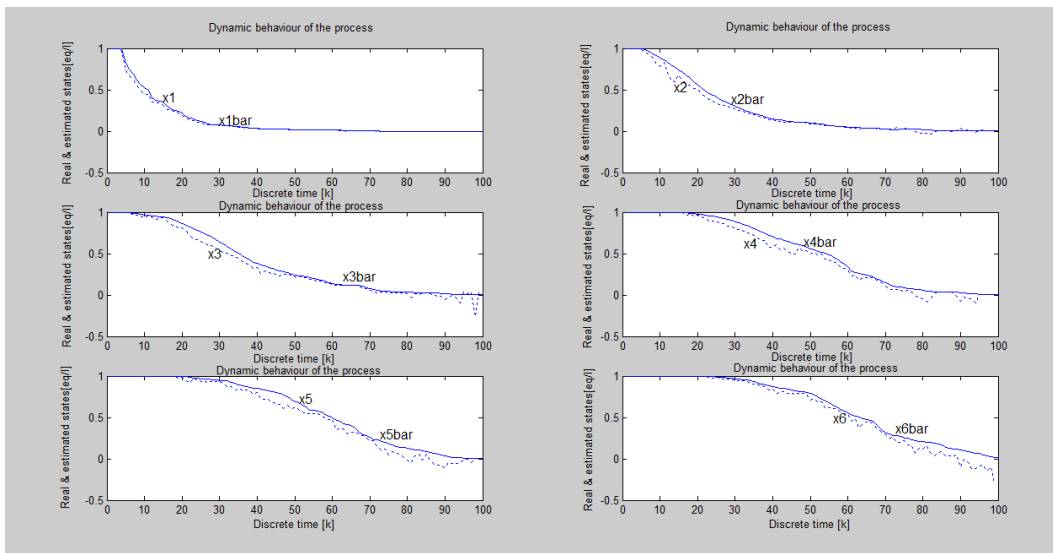 Dynamic behaviour of the process
Real & estimated states[eq/l]
1
0.5
0
-0.5
x1
x1bar
0 10 20 30 40 50 60 70 80 90 100
Discrete time [k]
Dynamic behaviour of the process
Real & estimated states[eq/l]
1
0.5
0
-0.5
x2
x2bar
0 10 20 30 40 50 60 70 80 90 100
Discrete time [k]
Dynamic behaviour of the process
Real & estimated states[eq/l]
1
0.5
0
-0.5
x3
x3bar
0 10 20 30 40 50 60 70 80 90 100
Discrete time [k]
Dynamic behaviour of the process
Real & estimated states[eq/l]
1
0.5
0
-0.5
x4
x4bar
0 10 20 30 40 50 60 70 80 90 100
Discrete time [k]
Dynamic behaviour of the process
Real & estimated states[eq/l]
1
0.5
0
-0.5
x5
x5bar
0 10 20 30 40 50 60 70 80 90 100
Discrete time [k]
Dynamic behaviour of the process
Real & estimated states[eq/l]
1
0.5
0
-0.5
x6
x6bar
0 10 20 30 40 50 60 70 80 90 100
Discrete time [k]